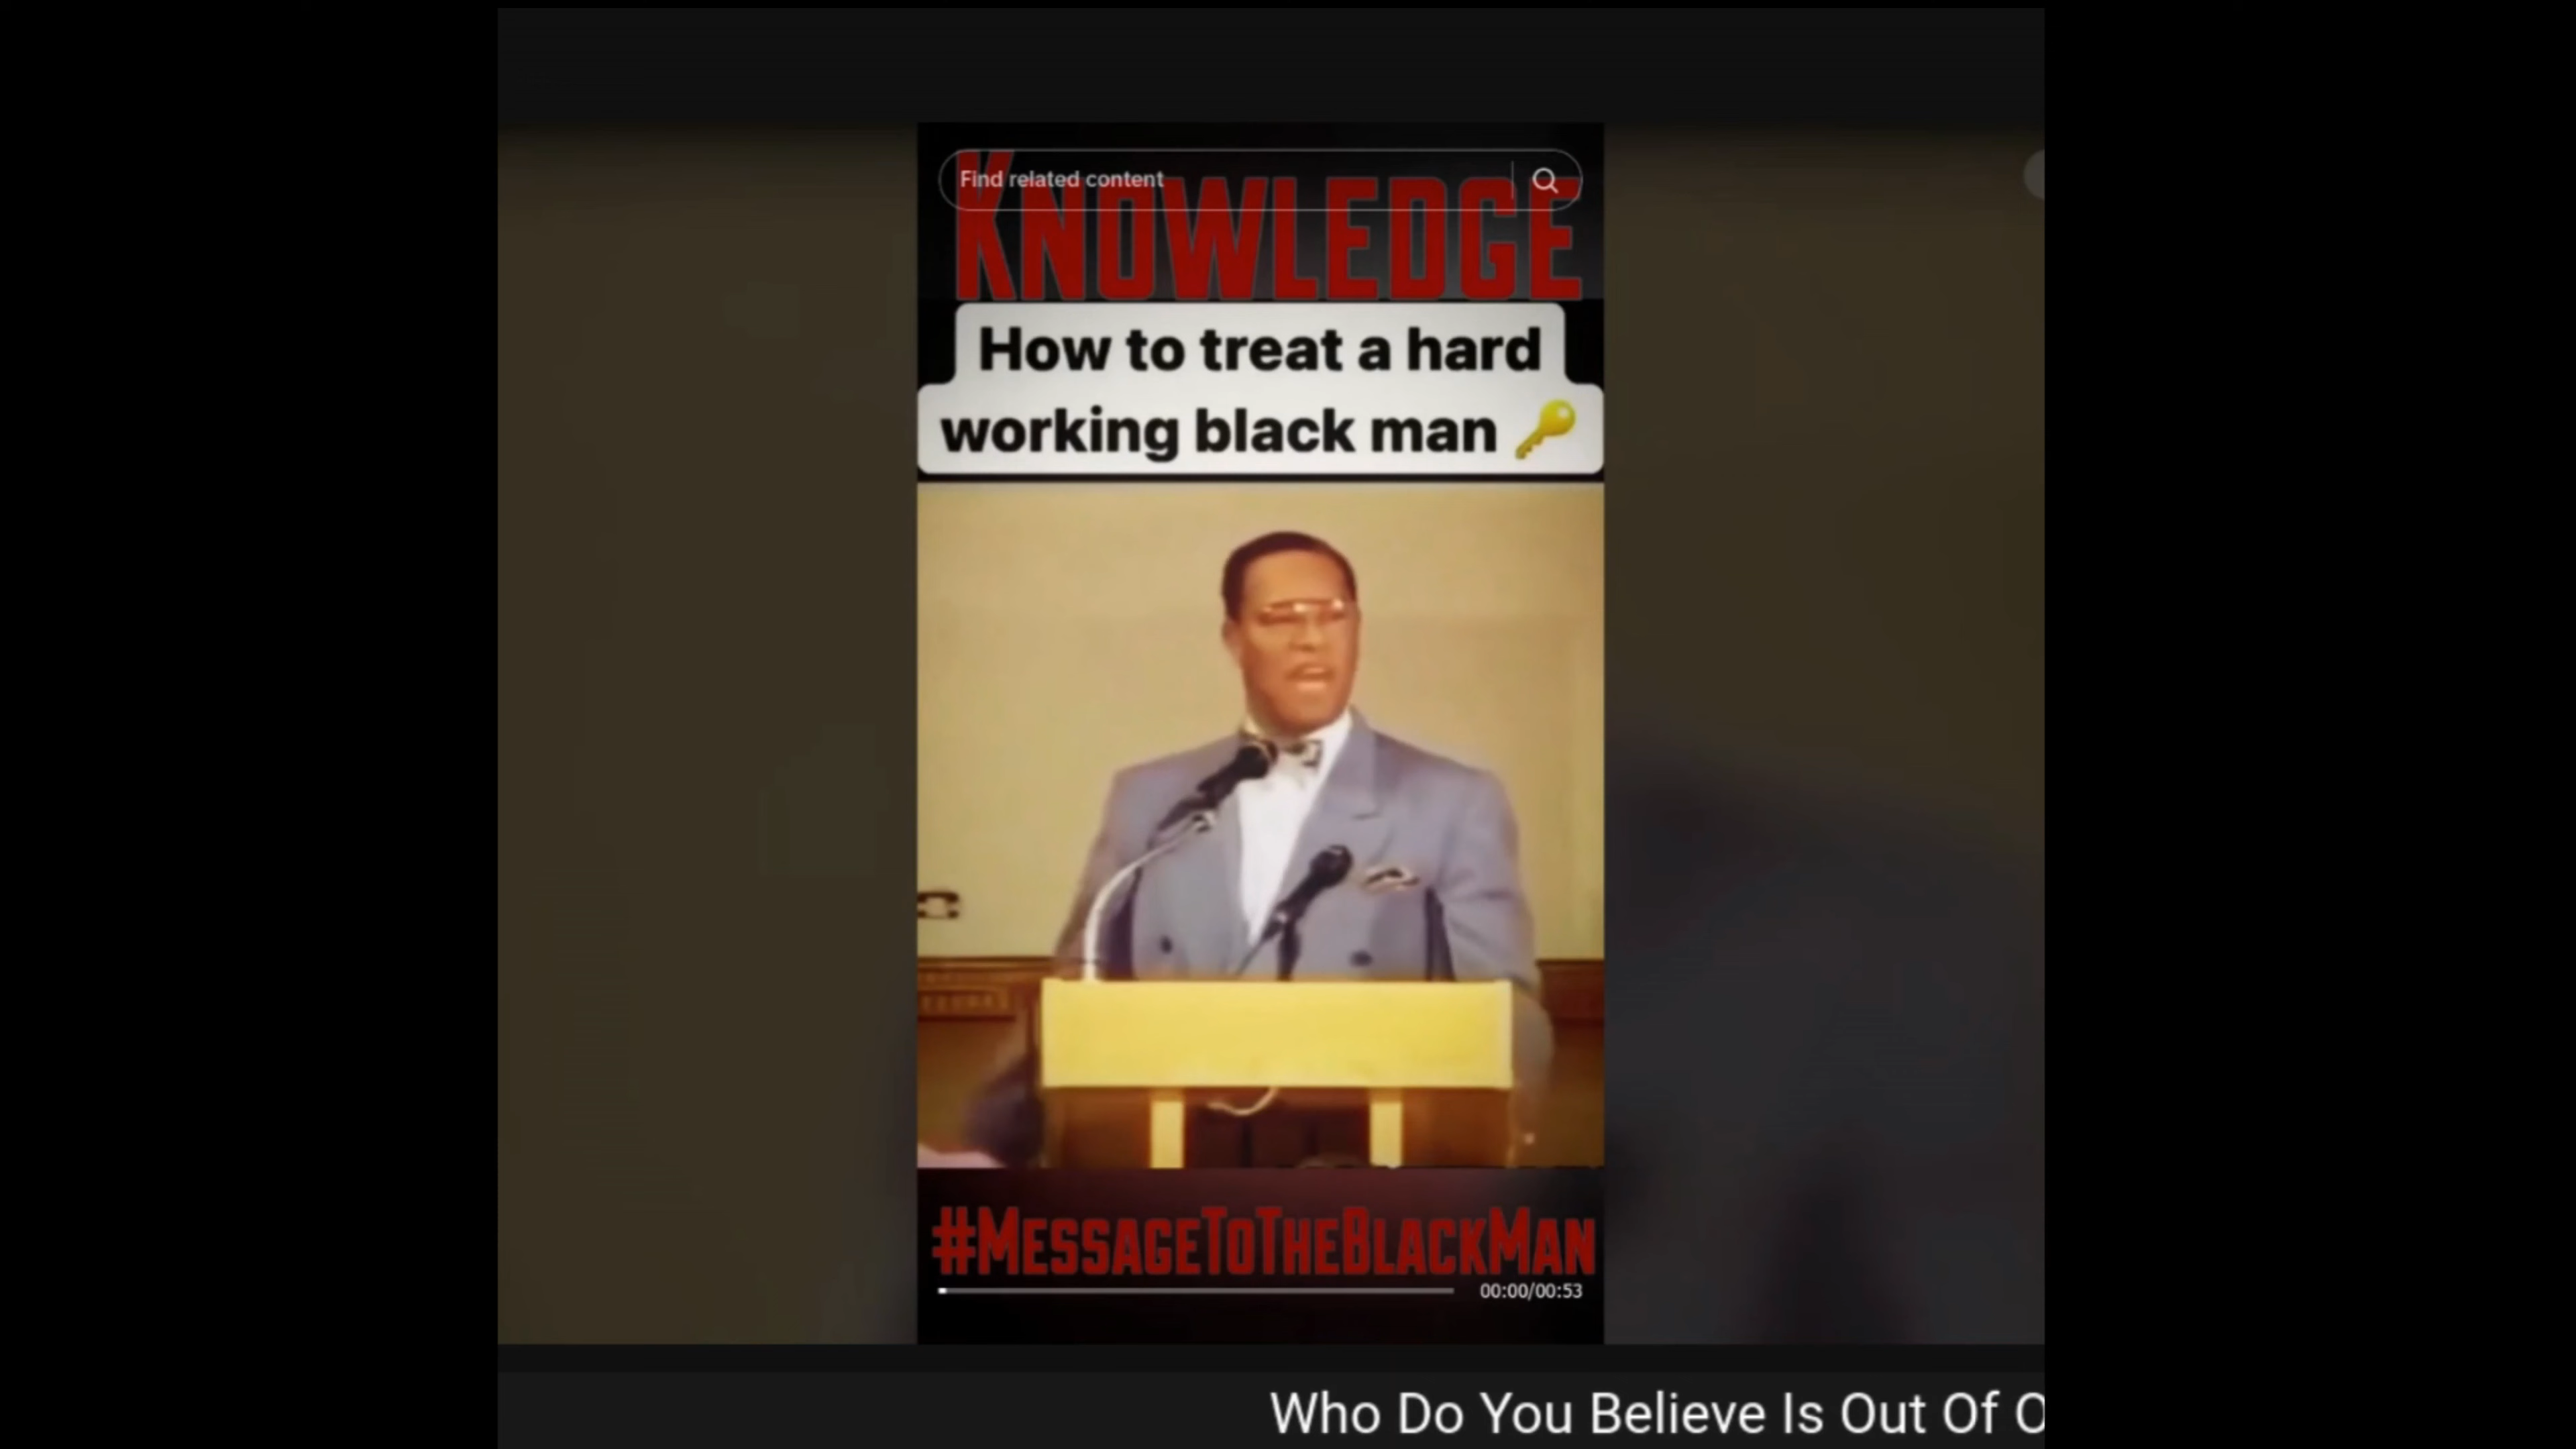 Find related content
KNOWLEDGE
How to treat a hard
working black man
#MESSAGETOTHEBLACKMAN
00:00/00:53
Who Do You Believe Is Out Of